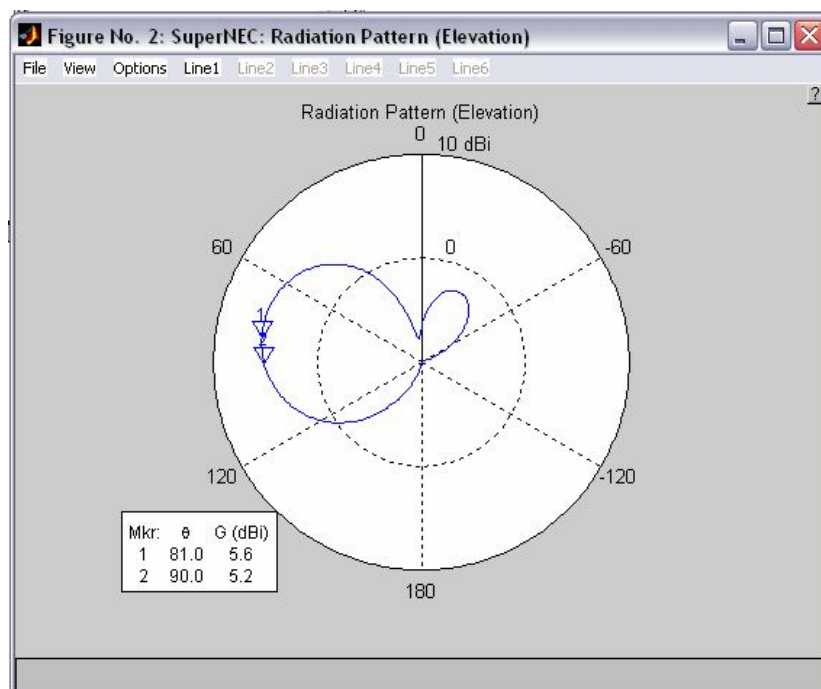 Figure No. 2: SuperNEC: Radiation Pattern (Elevation)
File View Options Line1 Line2 Line3 Line4 Line5 Line6
?
Radiation Pattern (Elevation)
0
10 dBi
60
0
-60
1
2
120
-120
Mkr: θ G (dBi)
1 81.0 5.6
2 90.0 5.2
180